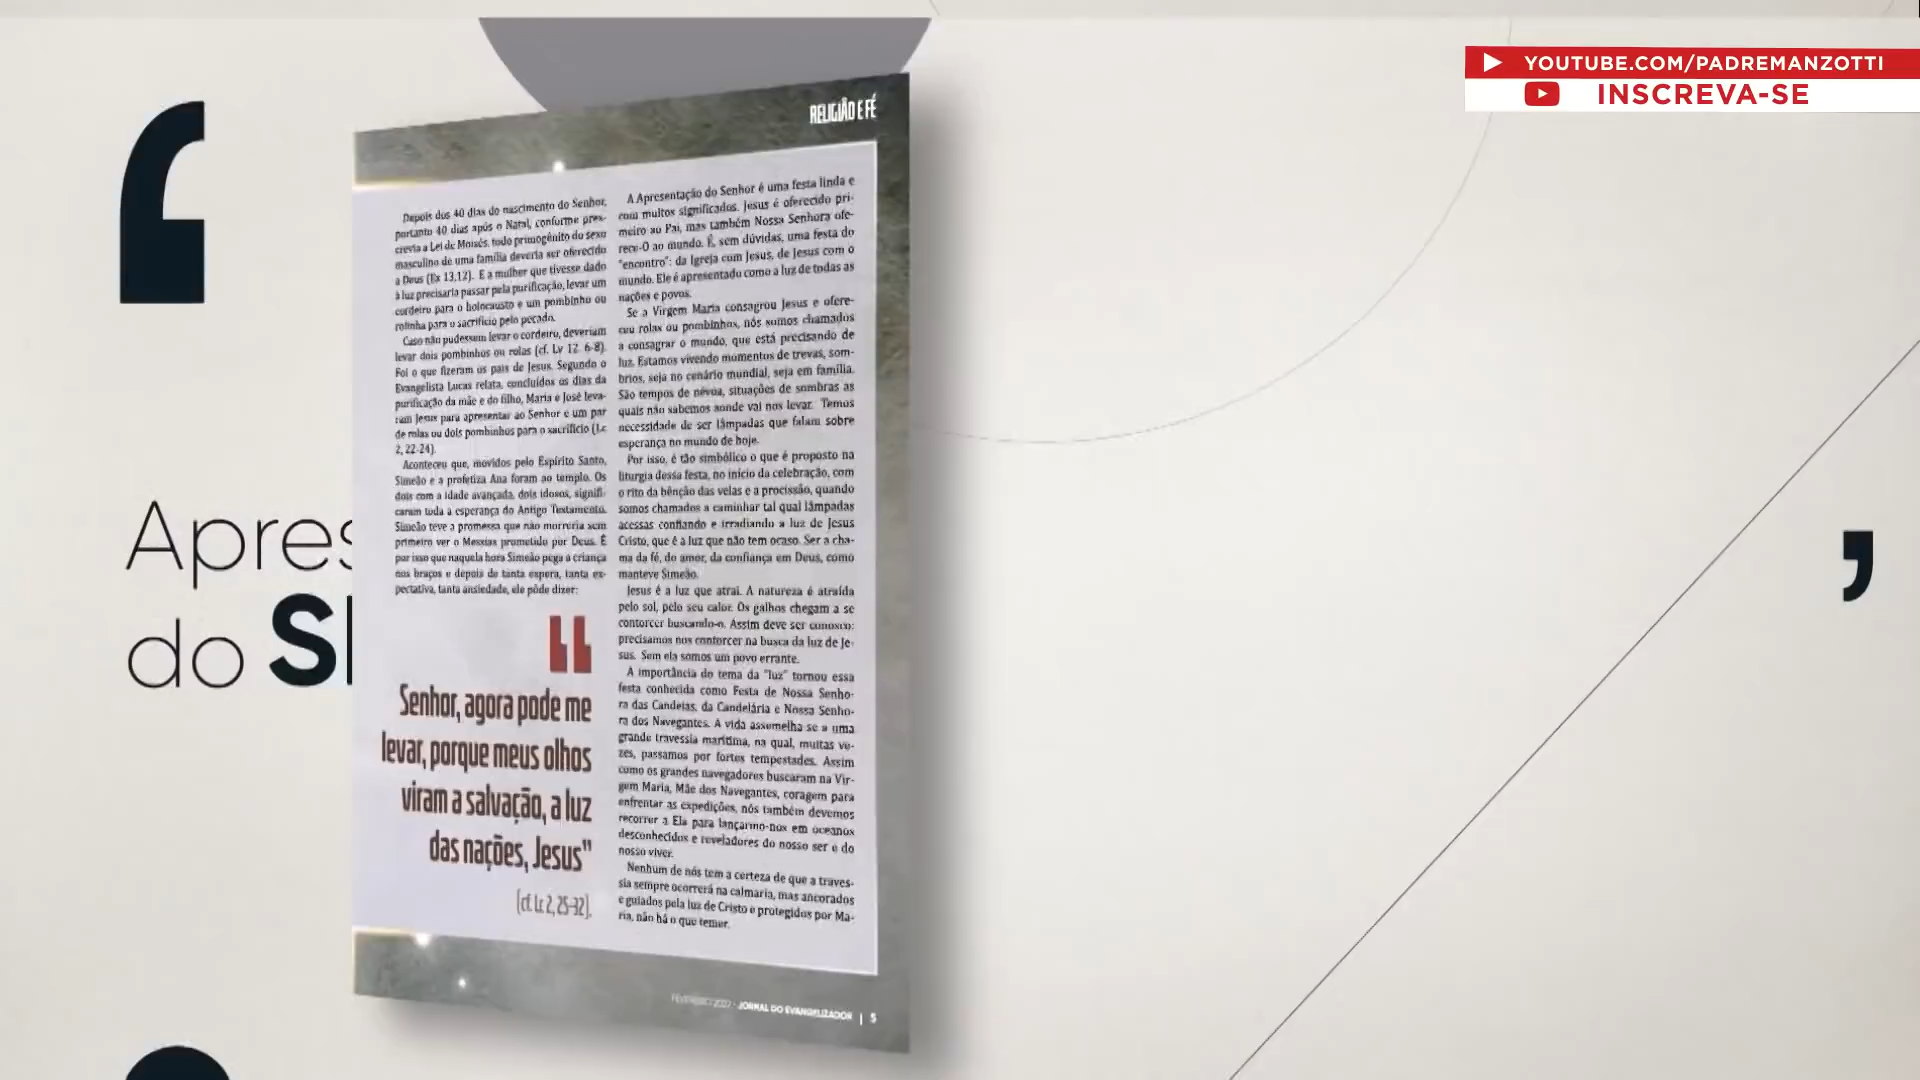 YOUTUBE.COM/PADREMANZOTTI
INSCREVA-SE
‘
Apres
do S
’
RELIGIÃO E FÉ
Depois dos 40 dias do nascimento do Senhor,
portanto 40 dias após o Natal, conforme pres-
crevia a Lei de Moisés, todo primogênito do sexo
masculino de uma família deveria ser oferecido
a Deus (Ex 13,12). E a mulher que tivesse dado
à luz precisaria passar pela purificação, levar um
cordeiro para o holocausto e um pombinho ou
rolinha para o sacrifício pelo pecado.
Caso não pudessem levar o cordeiro, deveriam
levar dois pombinhos ou rolas (cf. Lv 12, 6-8).
Foi o que fizeram os pais de Jesus. Segundo o
Evangelista Lucas relata, concluídos os dias da
purificação da mãe e do filho, Maria e José leva-
ram Jesus para apresentar ao Senhor e um par
de rolas ou dois pombinhos para o sacrifício (Lc
2, 22-24).
Aconteceu que, movidos pelo Espírito Santo,
Simeão e a profetiza Ana foram ao templo. Os
dois com a idade avançada, dois idosos, signifi-
caram toda a esperança do Antigo Testamento.
Simeão teve a promessa que não morreria sem
primeiro ver o Messias prometido por Deus. É
por isso que naquela hora Simeão pega a criança
nos braços e depois de tanta espera, tanta ex-
pectativa, tanta ansiedade, ele pôde dizer:
"
Senhor, agora pode me
levar, porque meus olhos
viram a salvação, a luz
das nações, Jesus"
(cf. Lc 2, 25-32).
A Apresentação do Senhor é uma festa linda e
com muitos significados. Jesus é oferecido pri-
meiro ao Pai, mas também Nossa Senhora ofe-
rece-O ao mundo. É, sem dúvidas, uma festa do
"encontro": da Igreja com Jesus, de Jesus com o
mundo. Ele é apresentado como a luz de todas as
nações e povos.
Se a Virgem Maria consagrou Jesus e ofere-
ceu rolas ou pombinhos, nós somos chamados
a consagrar o mundo, que está precisando de
luz. Estamos vivendo momentos de trevas, som-
brios, seja no cenário mundial, seja em família.
São tempos de névoa, situações de sombras as
quais não sabemos aonde vai nos levar. Temos
necessidade de ser lâmpadas que falam sobre
esperança no mundo de hoje.
Por isso, é tão simbólico o que é proposto na
liturgia dessa festa, no início da celebração, com
o rito da bênção das velas e a procissão, quando
somos chamados a caminhar tal qual lâmpadas
acessas confiando e irradiando a luz de Jesus
Cristo, que é a luz que não tem ocaso. Ser a cha-
ma da fé, do amor, da confiança em Deus, como
manteve Simeão.
Jesus é a luz que atrai. A natureza é atraída
pelo sol, pelo seu calor. Os galhos chegam a se
contorcer buscando-o. Assim deve ser conosco:
precisamos nos contorcer na busca da luz de Je-
sus. Sem ela somos um povo errante.
A importância do tema da "luz" tornou essa
festa conhecida como Festa de Nossa Senho-
ra das Candeias, da Candelária e Nossa Senho-
ra dos Navegantes. A vida assemelha se a uma
grande travessia marítima, na qual, muitas ve-
zes, passamos por fortes tempestades. Assim
como os grandes navegadores buscaram na Vir-
gem Maria, Mãe dos Navegantes, coragem para
enfrentar as expedições, nós também devemos
recorrer a Ela para lançarmo-nos em oceanos
desconhecidos e reveladores do nosso ser e do
nosso viver.
Nenhum de nós tem a certeza de que a traves-
sia sempre ocorrerá na calmaria, mas ancorados
e guiados pela luz de Cristo e protegidos por Ma-
ria, não há o que temer.
FEVEREIRO 2022 - JORNAL DO EVANGELIZADOR | 5